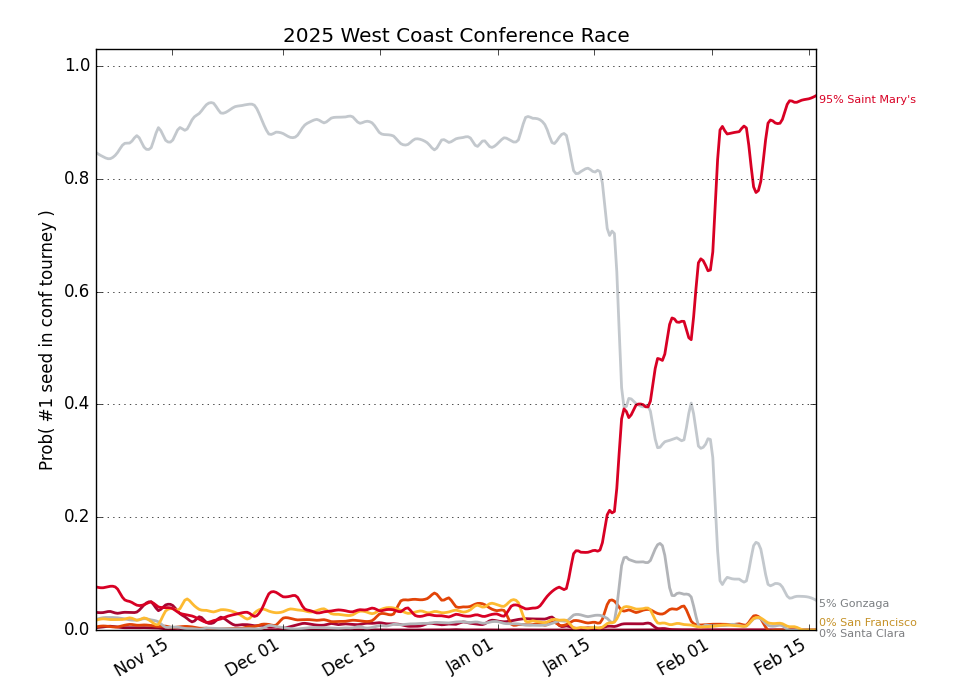 2025 West Coast Conference Race
Prob( #1 seed in conf tourney )
1.0
0.8
0.6
0.4
0.2
0.0
95% Saint Mary's
5% Gonzaga
0% San Francisco
0% Santa Clara
Nov 15
Dec 01
Dec 15
Jan 01
Jan 15
Feb 01
Feb 15